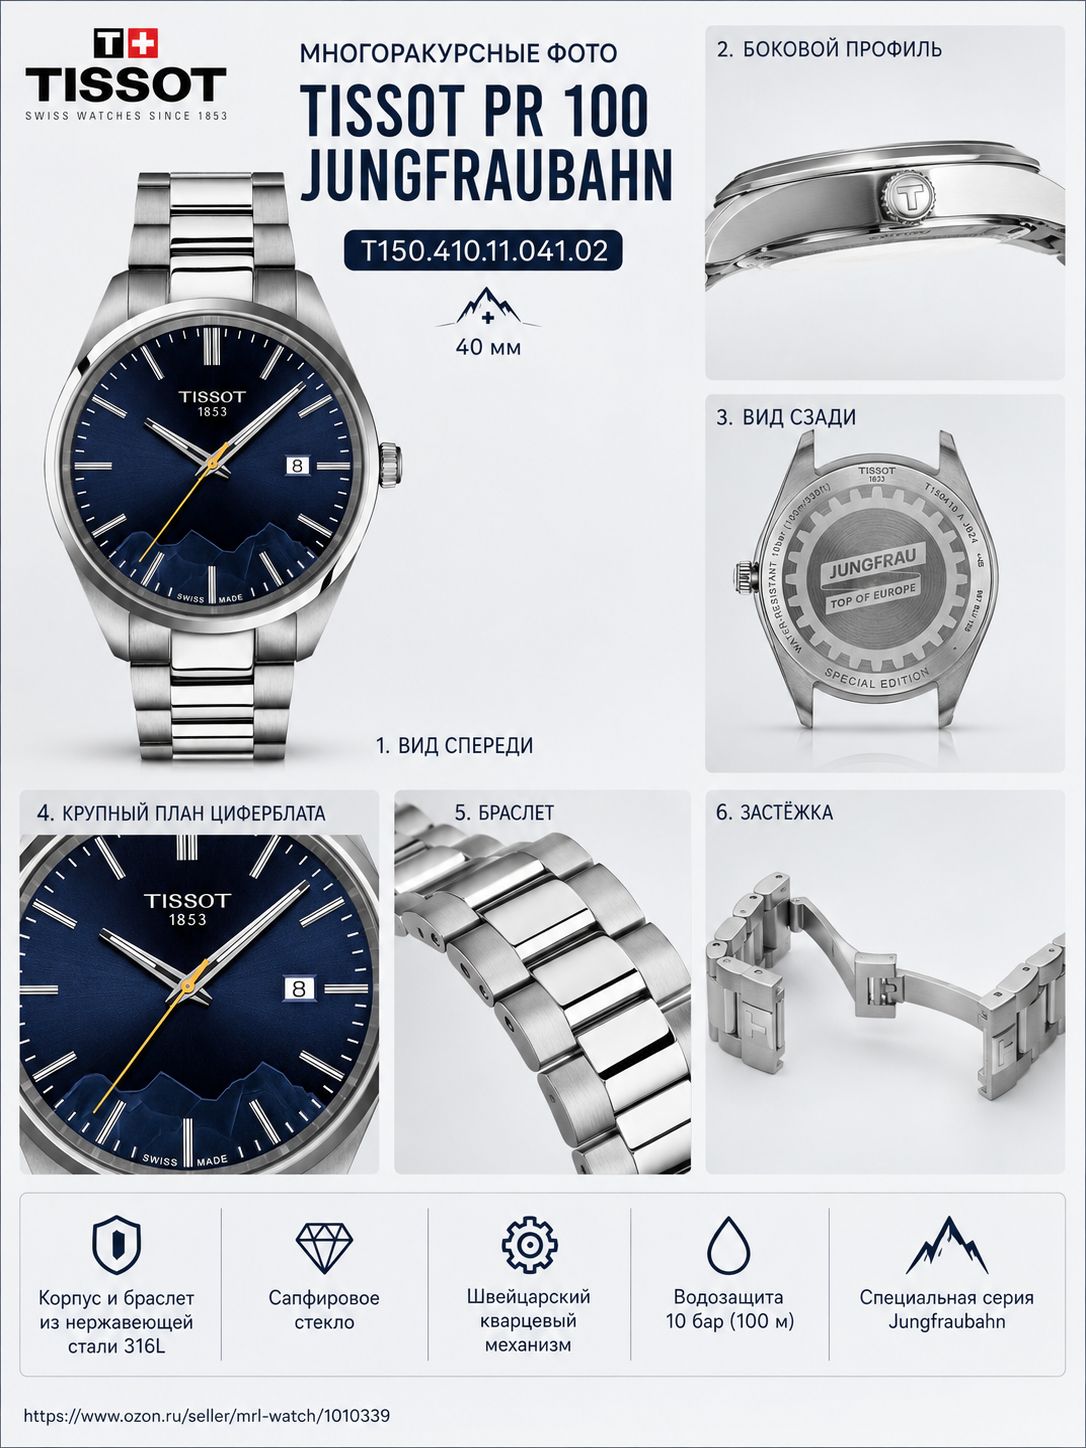 TISSOT
SWISS WATCHES SINCE 1853
МНОГОРАКУРСНЫЕ ФОТО
TISSOT PR 100
JUNGFRAUBAHN
T150.410.11.041.02
40 мм
TISSOT
1853
8
SWISS MADE
1. ВИД СПЕРЕДИ
2. БОКОВОЙ ПРОФИЛЬ
T
3. ВИД СЗАДИ
TISSOT
1853
WATER-RESISTANT 10bar (100m/330ft)
T150410 A
JUNGFRAU
TOP OF EUROPE
SPECIAL EDITION
4. КРУПНЫЙ ПЛАН ЦИФЕРБЛАТА
TISSOT
1853
8
SWISS MADE
5. БРАСЛЕТ
6. ЗАСТЁЖКА
Корпус и браслет
из нержавеющей
стали 316L
Сапфировое
стекло
Швейцарский
кварцевый
механизм
Водозащита
10 бар (100 м)
Специальная серия
Jungfraubahn
https://www.ozon.ru/seller/mrl-watch/1010339